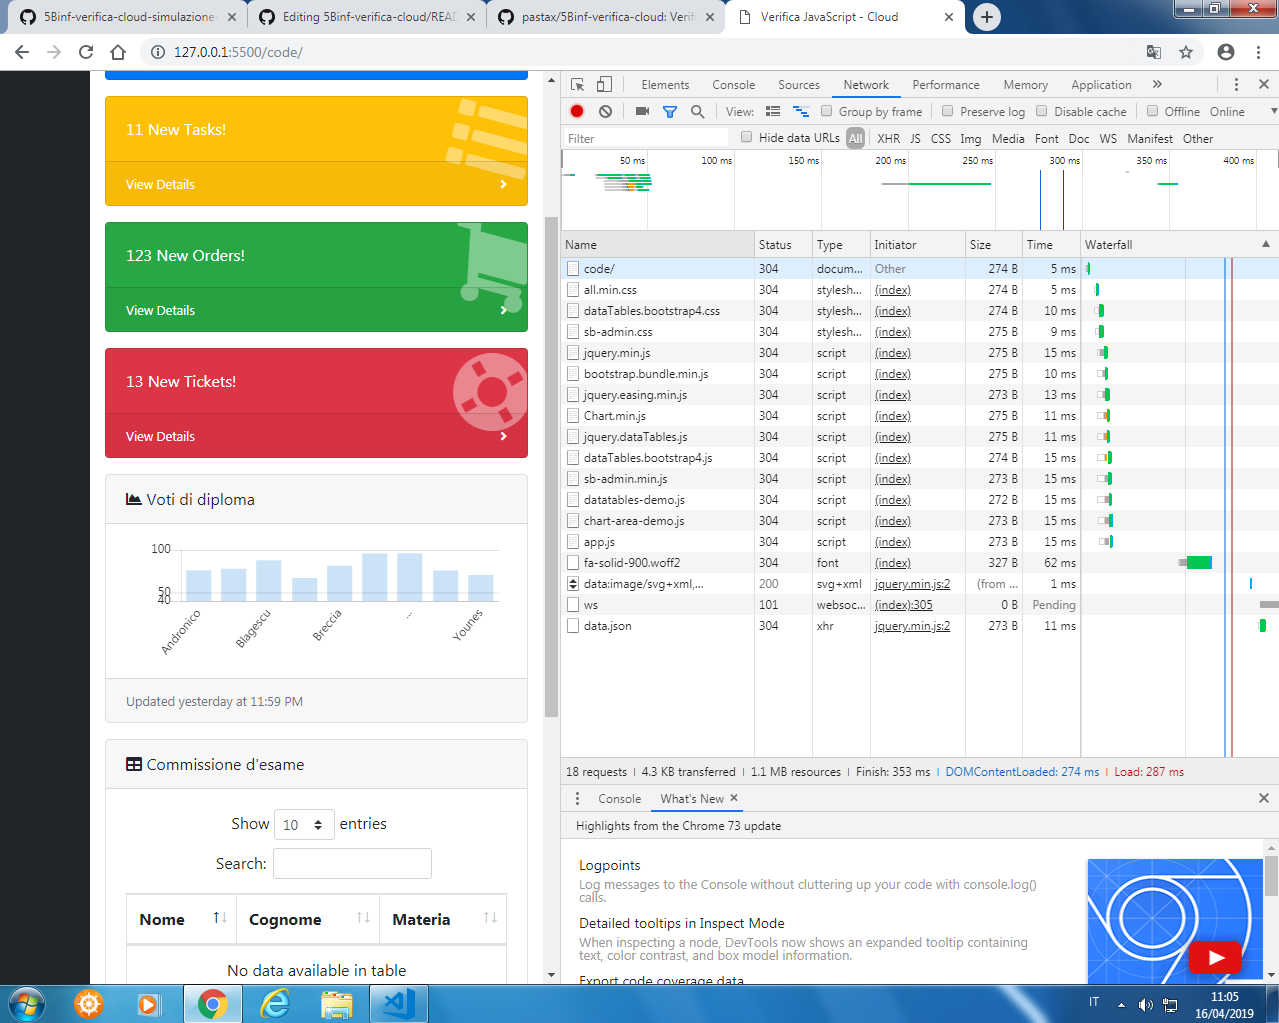 5Binf-verifica-cloud-simulazione-
Editing 5Binf-verifica-cloud/READ
pastax/5Binf-verifica-cloud: Verif
Verifica JavaScript - Cloud
127.0.0.1:5500/code/
11 New Tasks!
View Details
123 New Orders!
View Details
13 New Tickets!
View Details
Voti di diploma
100
50
40
Andronico
Blagescu
Breccia
...
Younes
Updated yesterday at 11:59 PM
Commissione d'esame
Show 10 entries
Search:
Nome Cognome Materia
No data available in table
Elements Console Sources Network Performance Memory Application
View: Group by frame Preserve log Disable cache Offline Online
Filter Hide data URLs All XHR JS CSS Img Media Font Doc WS Manifest Other
50 ms 100 ms 150 ms 200 ms 250 ms 300 ms 350 ms 400 ms
Name Status Type Initiator Size Time Waterfall
code/ 304 docum... Other 274 B 5 ms
all.min.css 304 stylesh... (index) 274 B 5 ms
dataTables.bootstrap4.css 304 stylesh... (index) 274 B 10 ms
sb-admin.css 304 stylesh... (index) 275 B 9 ms
jquery.min.js 304 script (index) 275 B 15 ms
bootstrap.bundle.min.js 304 script (index) 275 B 10 ms
jquery.easing.min.js 304 script (index) 273 B 13 ms
Chart.min.js 304 script (index) 275 B 11 ms
jquery.dataTables.js 304 script (index) 275 B 11 ms
dataTables.bootstrap4.js 304 script (index) 274 B 15 ms
sb-admin.min.js 304 script (index) 273 B 15 ms
datatables-demo.js 304 script (index) 272 B 15 ms
chart-area-demo.js 304 script (index) 273 B 15 ms
app.js 304 script (index) 273 B 15 ms
fa-solid-900.woff2 304 font (index) 327 B 62 ms
data:image/svg+xml,... 200 svg+xml jquery.min.js:2 (from ... 1 ms
ws 101 websoc... (index):305 0 B Pending
data.json 304 xhr jquery.min.js:2 273 B 11 ms
18 requests | 4.3 KB transferred | 1.1 MB resources | Finish: 353 ms | DOMContentLoaded: 274 ms | Load: 287 ms
Console What's New
Highlights from the Chrome 73 update
Logpoints
Log messages to the Console without cluttering up your code with console.log()
calls.
Detailed tooltips in Inspect Mode
When inspecting a node, DevTools now shows an expanded tooltip containing
text, color contrast, and box model information.
Export code coverage data
IT
11:05
16/04/2019